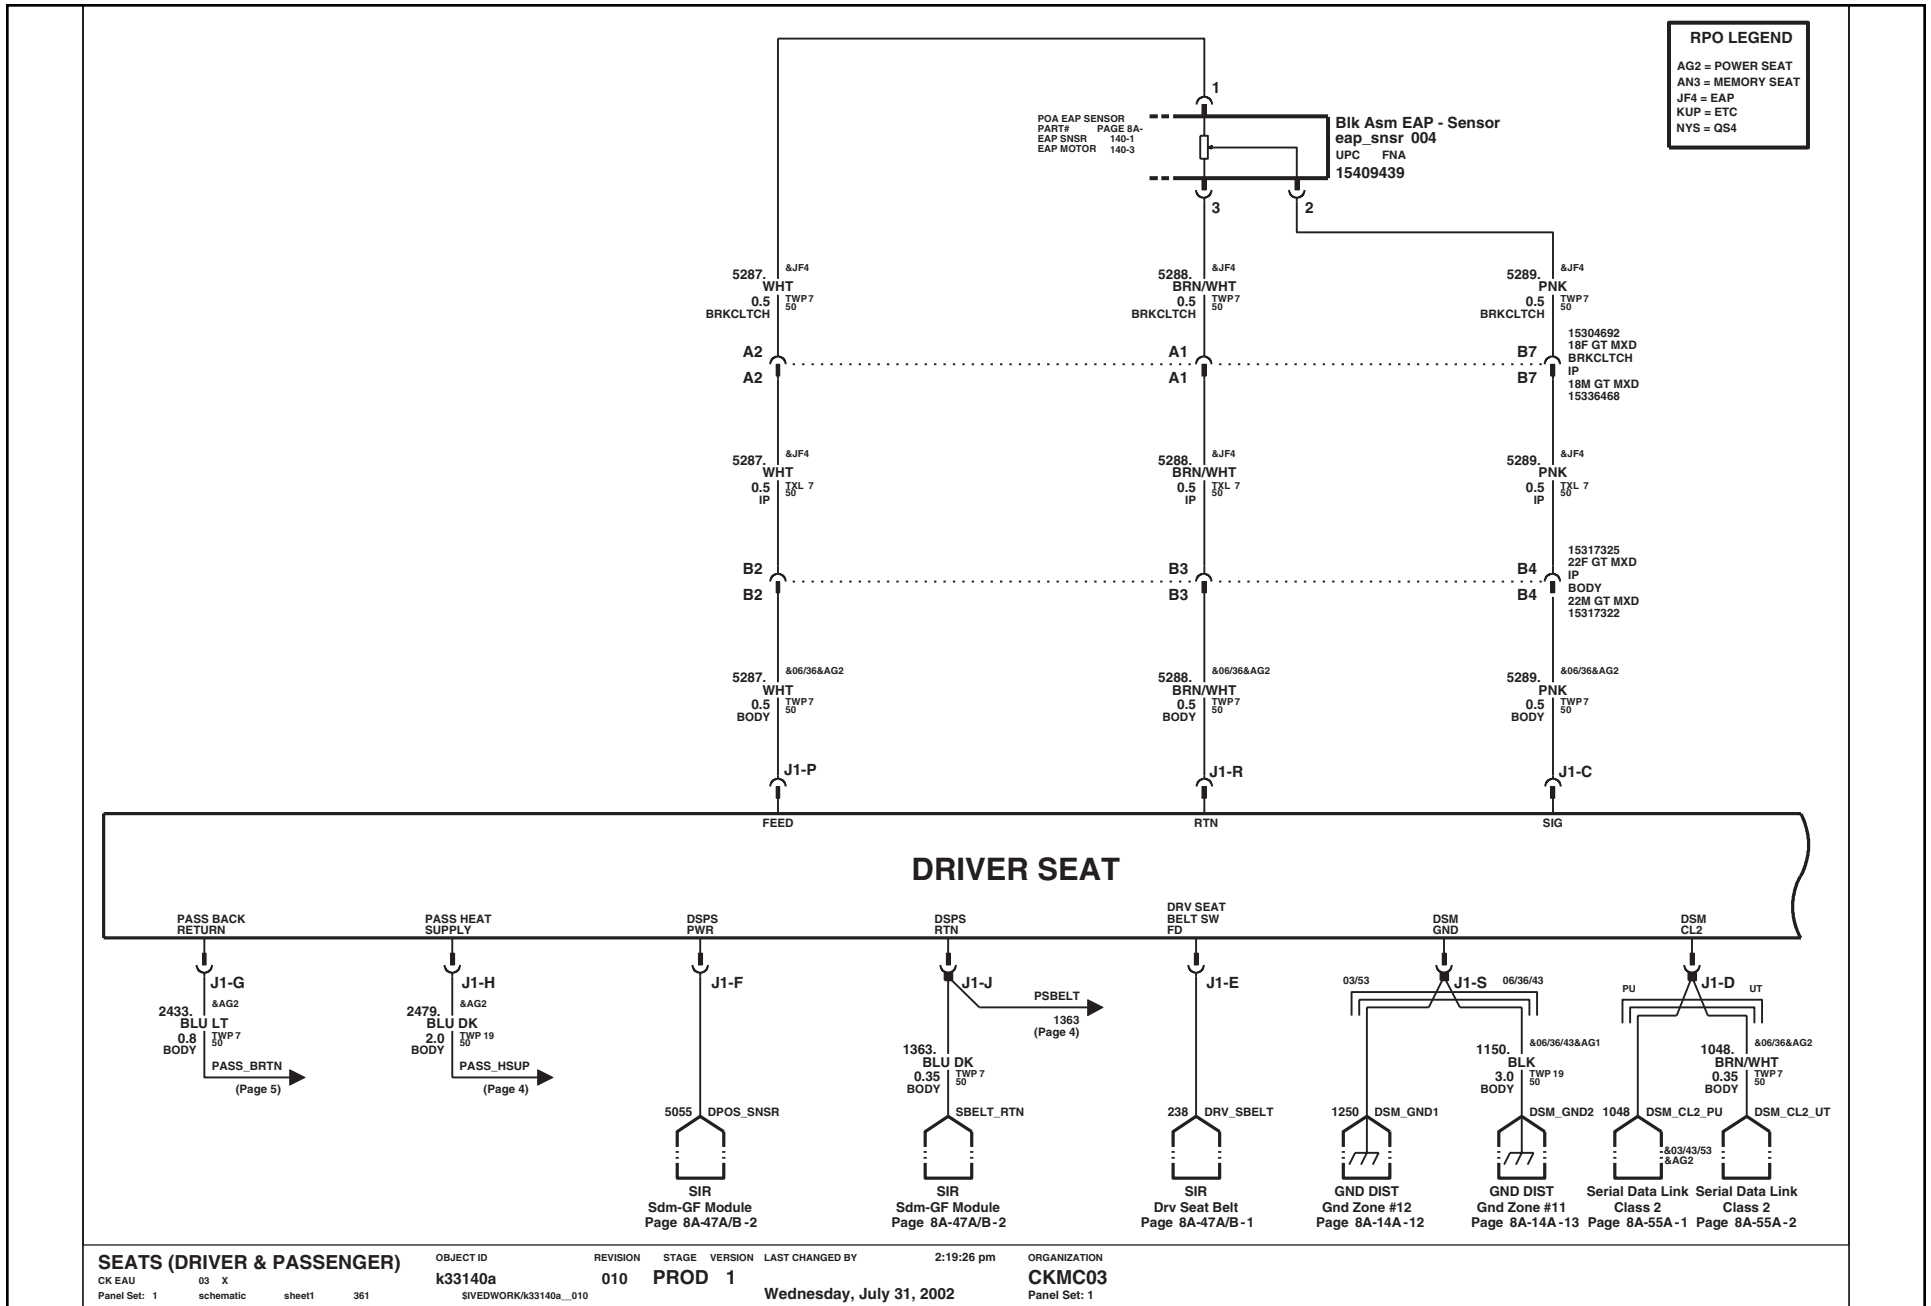 RPO LEGEND
AG2 = POWER SEAT
AN3 = MEMORY SEAT
JF4 = EAP
KUP = ETC
NYS = QS4
1
POA EAP SENSOR
PART# PAGE 8A-
EAP SNSR 140-1
EAP MOTOR 140-3
Blk Asm EAP - Sensor
eap_snsr 004
UPC FNA
15409439
3
2
5287. &JF4
WHT
0.5 TWP 7
50
BRKCLTCH
5288. &JF4
BRN/WHT
0.5 TWP 7
50
BRKCLTCH
5289. &JF4
PNK
0.5 TWP 7
50
BRKCLTCH
A2
A2
A1
A1
B7
B7
15304692
18F GT MXD
BRKCLTCH
IP
18M GT MXD
15336468
5287. &JF4
WHT
0.5 TXL 7
50
IP
5288. &JF4
BRN/WHT
0.5 TXL 7
50
IP
5289. &JF4
PNK
0.5 TXL 7
50
IP
B2
B2
B3
B3
B4
B4
15317325
22F GT MXD
IP
BODY
22M GT MXD
15317322
5287. &06/36&AG2
WHT
0.5 TWP 7
50
BODY
5288. &06/36&AG2
BRN/WHT
0.5 TWP 7
50
BODY
5289. &06/36&AG2
PNK
0.5 TWP 7
50
BODY
J1-P
J1-R
J1-C
FEED
RTN
SIG
DRIVER SEAT
PASS BACK
RETURN
PASS HEAT
SUPPLY
DSPS
PWR
DSPS
RTN
DRV SEAT
BELT SW
FD
DSM
GND
DSM
CL2
J1-G
2433. &AG2
BLU LT
0.8 TWP 7
50
BODY
PASS_BRTN
(Page 5)
J1-H
2479. &AG2
BLU DK
2.0 TWP 19
50
BODY
PASS_HSUP
(Page 4)
J1-F
5055 DPOS_SNSR
SIR
Sdm-GF Module
Page 8A-47A/B-2
J1-J
PSBELT
1363
(Page 4)
1363.
BLU DK
0.35 TWP 7
50
BODY
SBELT_RTN
SIR
Sdm-GF Module
Page 8A-47A/B-2
J1-E
238 DRV_SBELT
SIR
Drv Seat Belt
Page 8A-47A/B-1
03/53
J1-S
06/36/43
1250 DSM_GND1
GND DIST
Gnd Zone #12
Page 8A-14A-12
1150. &06/36/43&AG1
BLK
3.0 TWP 19
50
BODY
DSM_GND2
GND DIST
Gnd Zone #11
Page 8A-14A-13
PU
J1-D
UT
1048 DSM_CL2_PU
&03/43/53
&AG2
Serial Data Link
Class 2
Page 8A-55A-1
1048. &06/36&AG2
BRN/WHT
0.35 TWP 7
50
BODY
DSM_CL2_UT
Serial Data Link
Class 2
Page 8A-55A-2
SEATS (DRIVER & PASSENGER)
CK EAU 03 X
Panel Set: 1 schematic sheet1 361
OBJECT ID
k33140a
$IVEDWORK/k33140a__010
REVISION
010
STAGE
PROD
VERSION
1
LAST CHANGED BY
2:19:26 pm
Wednesday, July 31, 2002
ORGANIZATION
CKMC03
Panel Set: 1